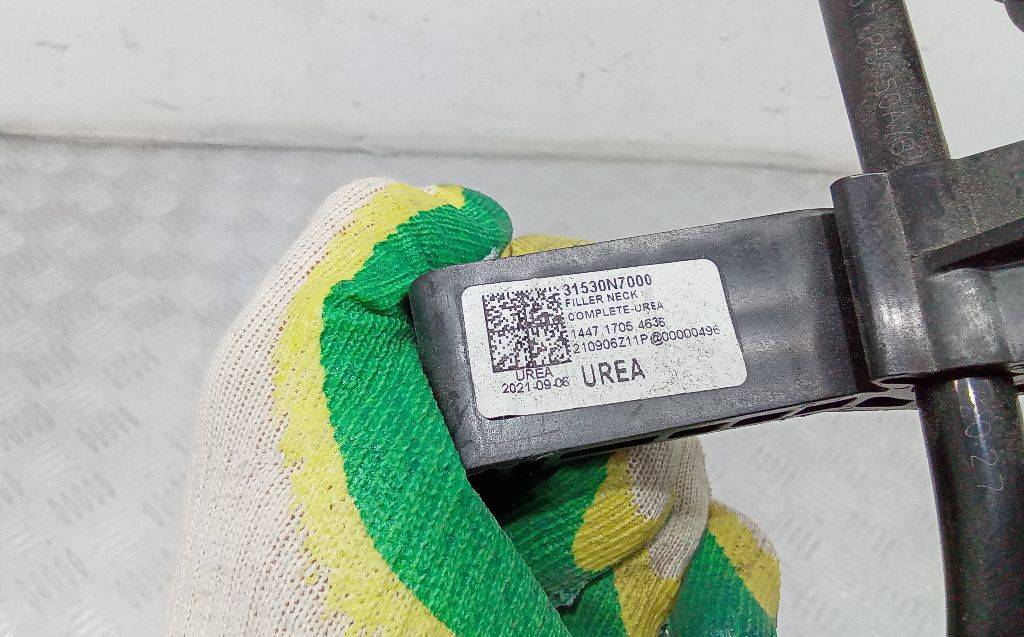 31530N7000
FILLER NECK
COMPLETE-UREA
1447 1705 4636
210906Z11P@00000496
UREA
2021-09-06
UREA